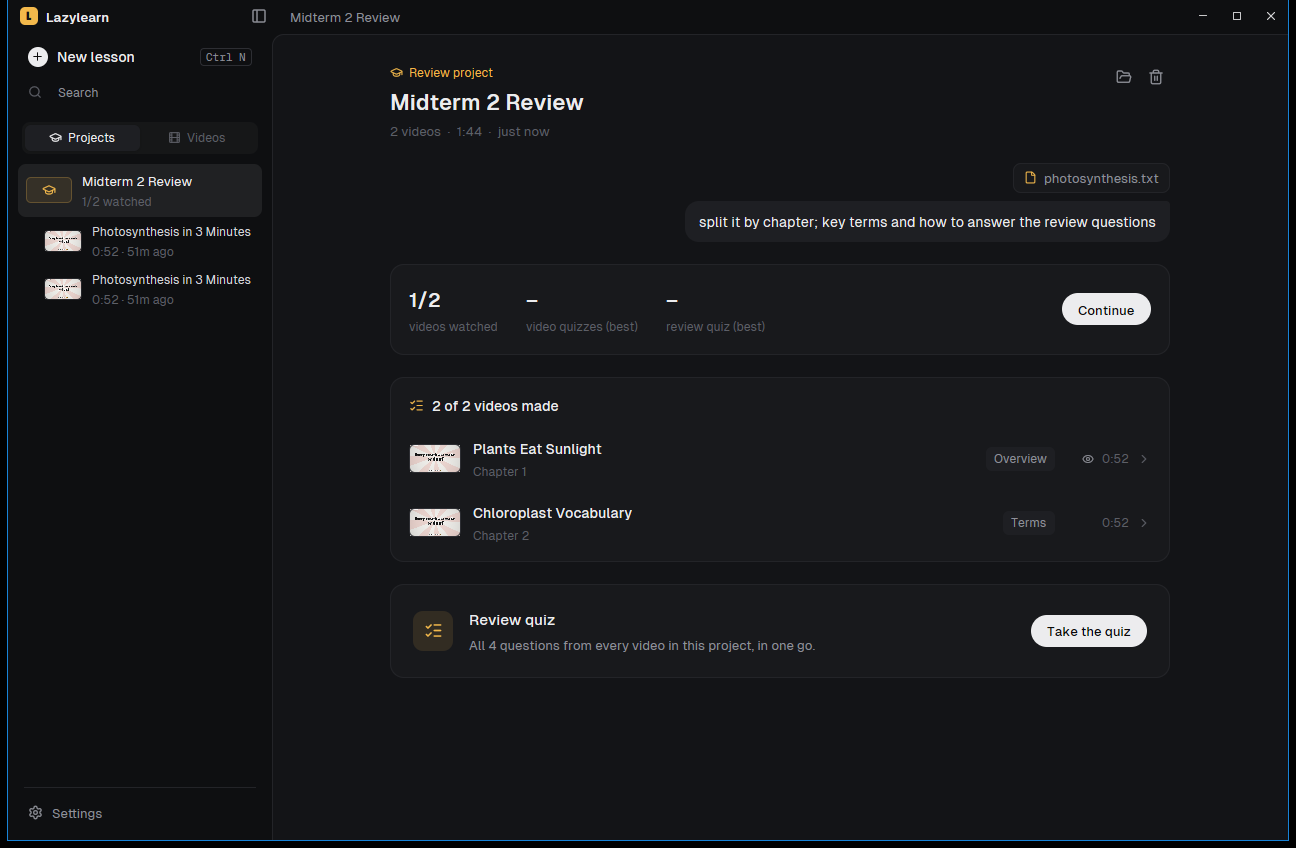 L Lazylearn
Midterm 2 Review
New lesson
Ctrl N
Search
Projects
Videos
Midterm 2 Review
1/2 watched
Photosynthesis in 3 Minutes
0:52 · 51m ago
Photosynthesis in 3 Minutes
0:52 · 51m ago
Settings
Review project
Midterm 2 Review
2 videos · 1:44 · just now
photosynthesis.txt
split it by chapter; key terms and how to answer the review questions
1/2
videos watched
–
video quizzes (best)
–
review quiz (best)
Continue
2 of 2 videos made
Plants Eat Sunlight
Chapter 1
Overview
0:52
Chloroplast Vocabulary
Chapter 2
Terms
0:52
Review quiz
All 4 questions from every video in this project, in one go.
Take the quiz